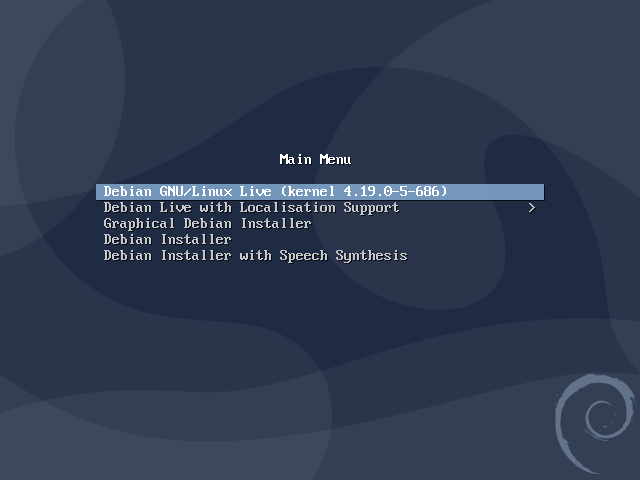 Main Menu
Debian GNU/Linux Live (kernel 4.19.0-5-686)
Debian Live with Localisation Support >
Graphical Debian Installer
Debian Installer
Debian Installer with Speech Synthesis